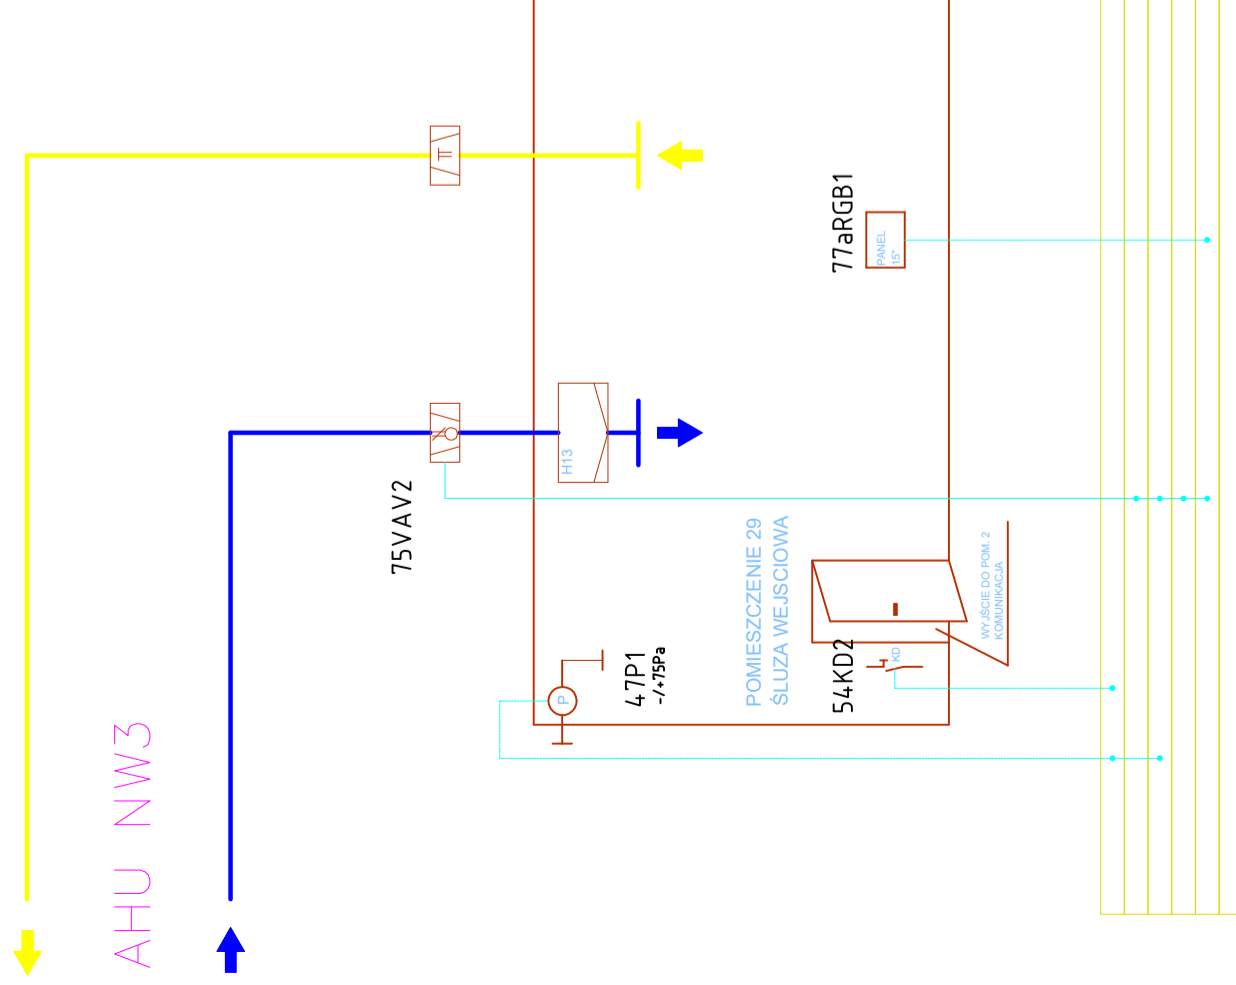 AHU NW3
75VAV2
H13
47P1
-/+75Pa
P
POMIESZCZENIE 29
ŚLUZA WEJSCIOWA
77aRGB1
PANEL
15"
54KD2
KD
WYJŚCIE DO POM. 2
KOMUNIKACJA